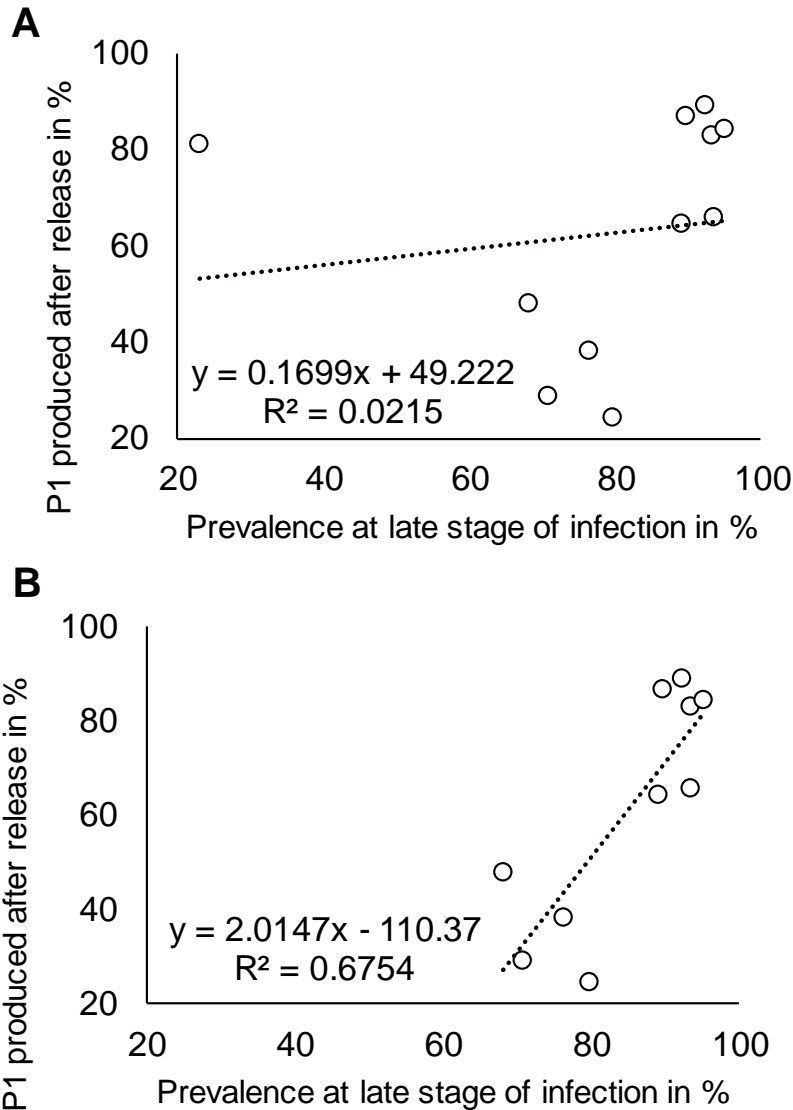 A
P1 produced after release in %
100
80
60
40
20
y = 0.1699x + 49.222
R² = 0.0215
20 40 60 80 100
Prevalence at late stage of infection in %
B
P1 produced after release in %
100
80
60
40
20
y = 2.0147x - 110.37
R² = 0.6754
20 40 60 80 100
Prevalence at late stage of infection in %